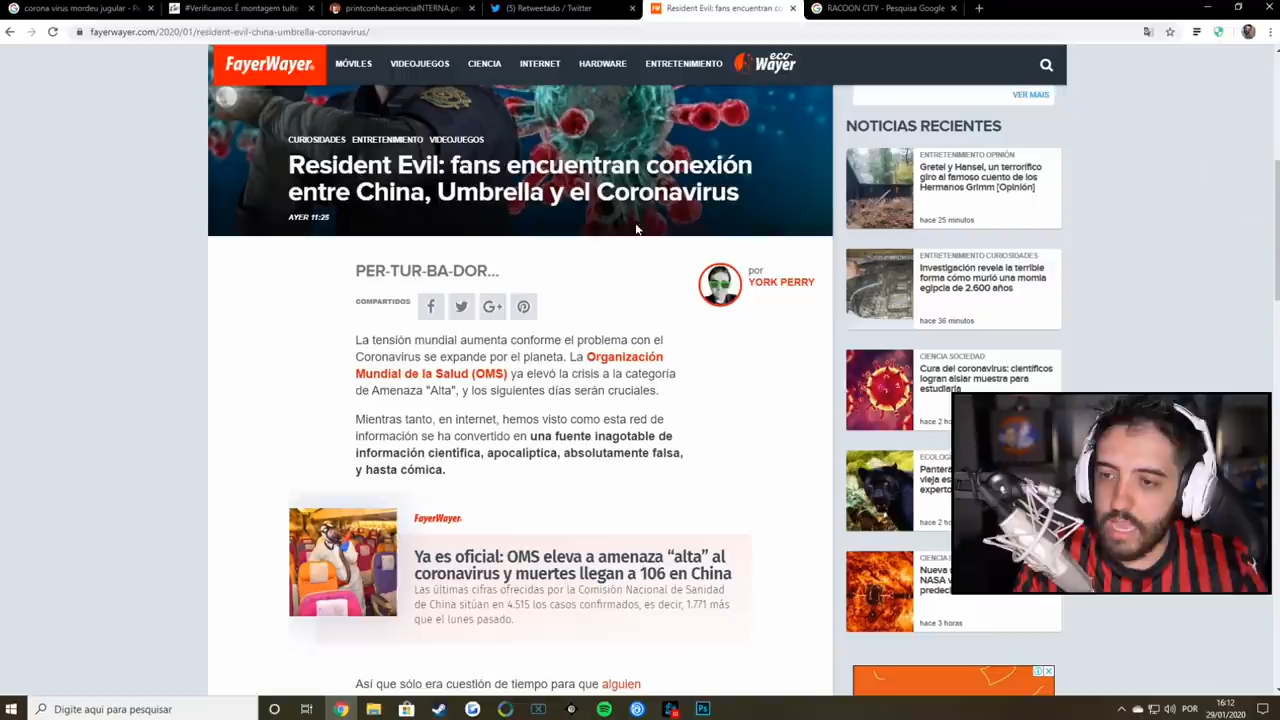 corona virus mordeu jugular - P
#Verificamos: É montagem tuíte
printconhecacienciaINTERNA.pr
(5) Retweetado / Twitter
Resident Evil: fans encuentran co
RACOON CITY - Pesquisa Google
fayerwayer.com/2020/01/resident-evil-china-umbrella-coronavirus/
FayerWayer
MÓVILES
VIDEOJUEGOS
CIENCIA
INTERNET
HARDWARE
ENTRETENIMIENTO
eco Wayer
VER MAIS
CURIOSIDADES ENTRETENIMIENTO VIDEOJUEGOS
Resident Evil: fans encuentran conexión
entre China, Umbrella y el Coronavirus
AYER 11:25
PER-TUR-BA-DOR...
COMPARTIDOS
G+
por
YORK PERRY
La tensión mundial aumenta conforme el problema con el
Coronavirus se expande por el planeta. La Organización
Mundial de la Salud (OMS) ya elevó la crisis a la categoría
de Amenaza "Alta", y los siguientes días serán cruciales.
Mientras tanto, en internet, hemos visto como esta red de
información se ha convertido en una fuente inagotable de
información científica, apocalíptica, absolutamente falsa,
y hasta cómica.
FayerWayer
Ya es oficial: OMS eleva a amenaza “alta” al
coronavirus y muertes llegan a 106 en China
Las últimas cifras ofrecidas por la Comisión Nacional de Sanidad
de China sitúan en 4.515 los casos confirmados, es decir, 1.771 más
que el lunes pasado.
Así que sólo era cuestión de tiempo para que alguien
NOTICIAS RECIENTES
ENTRETENIMIENTO OPINIÓN
Gretel y Hansel, un terrorífico
giro al famoso cuento de los
Hermanos Grimm [Opinión]
hace 25 minutos
ENTRETENIMIENTO CURIOSIDADES
Investigación revela la terrible
forma cómo murió una momia
egipcia de 2.600 años
hace 36 minutos
CIENCIA SOCIEDAD
Cura del coronavirus: científicos
logran aislar muestra para
estudiarla
hace 2 ho
ECOLOG
Pantera
vieja es
experto
hace 2 ho
CIENCIA
Nueva
NASA v
predec
hace 3 horas
Digite aqui para pesquisar
Ps
POR
16:12
29/01/2020